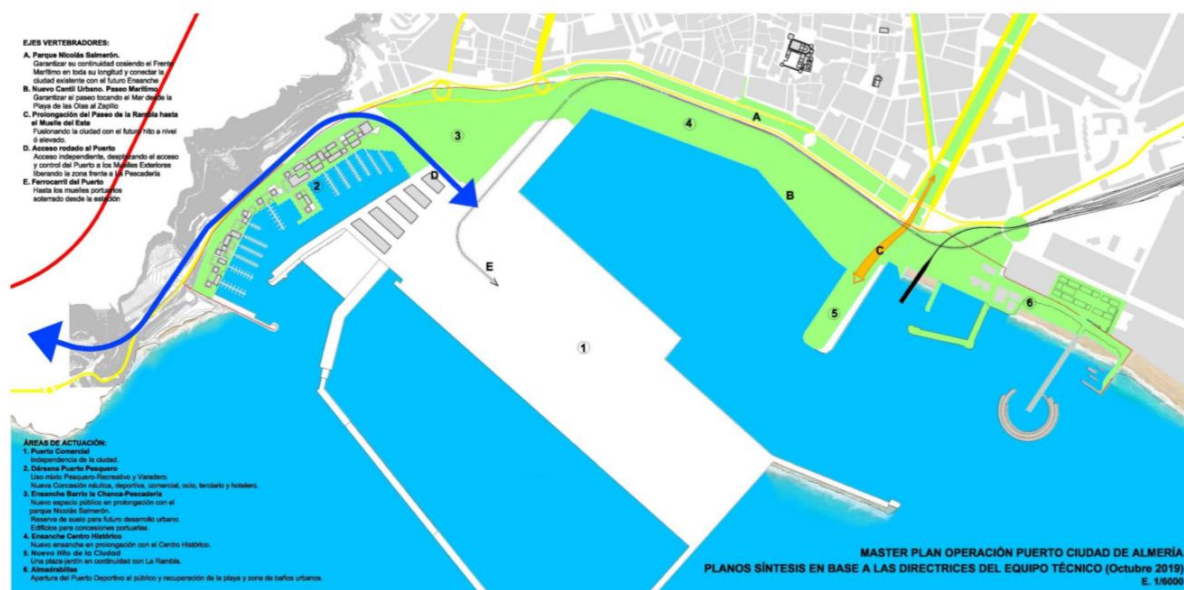 EJES VERTEBRADORES:
A. Parque Nicolás Salmerón.
Garantizar su continuidad cosiendo el Frente
Marítimo en toda su longitud y conectar la
ciudad existente con el futuro Ensanche
B. Nuevo Cantil Urbano. Paseo Marítimo
Garantizar el paseo tocando el Mar desde la
Playa de las Olas al Zapillo
C. Prolongación del Paseo de la Rambla hasta
el Muelle del Este
Fusionando la ciudad con el futuro hito a nivel
ó elevado.
D. Acceso rodado al Puerto
Acceso independiente, desplazando el acceso
y control del Puerto a los Muelles Exteriores
liberando la zona frente a La Pescadería
E. Ferrocarril del Puerto
Hasta los muelles portuarios
soterrado desde la estación
A
B
C
D
E
1
2
3
4
5
6
ÁREAS DE ACTUACIÓN:
1. Puerto Comercial
Independencia de la ciudad.
2. Dársena Puerto Pesquero
Uso mixto Pesquero-Recreativo y Varadero.
Nueva Concesión náutica, deportiva, comercial, ocio, terciario y hotelero.
3. Ensanche Barrio la Chanca-Pescadería
Nuevo espacio público en prolongación con el
parque Nicolás Salmerón.
Reserva de suelo para futuro desarrollo urbano.
Edificios para concesiones portuarias.
4. Ensanche Centro Histórico
Nuevo ensanche en prolongación con el Centro Histórico.
5. Nuevo Hito de la Ciudad
Una plaza-jardín en continuidad con La Rambla.
6. Almadrabillas
Apertura del Puerto Deportivo al público y recuperación de la playa y zona de baños urbanos.
MASTER PLAN OPERACIÓN PUERTO CIUDAD DE ALMERÍA
PLANOS SÍNTESIS EN BASE A LAS DIRECTRICES DEL EQUIPO TÉCNICO (Octubre 2019)
E. 1/6000